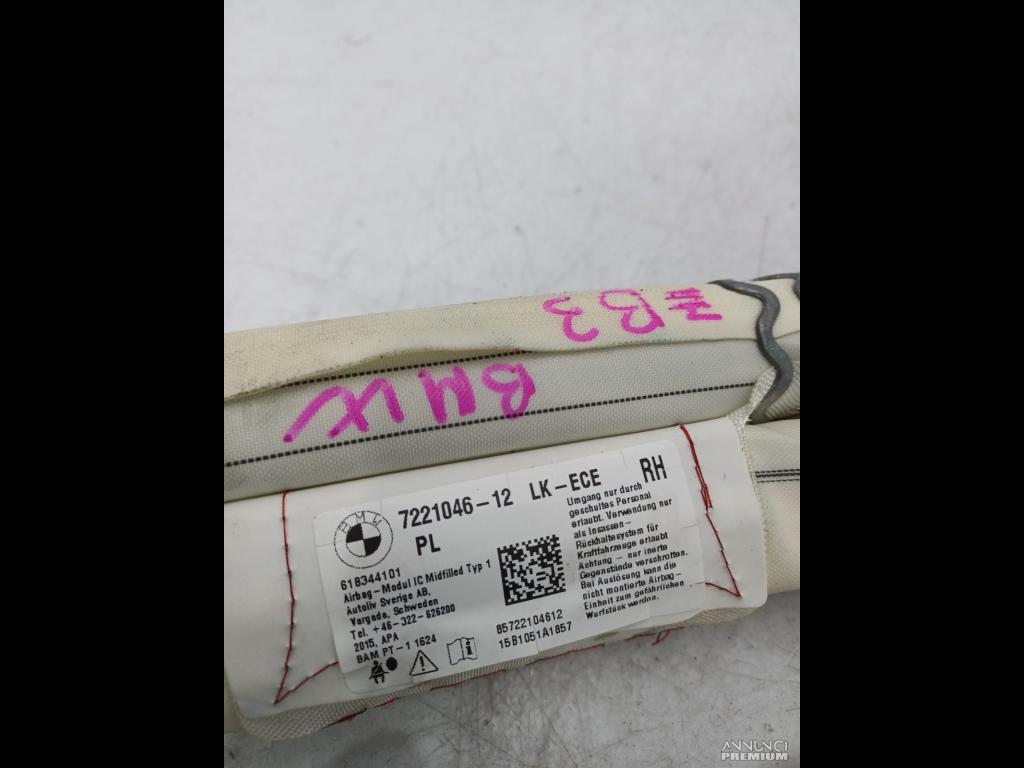 ZB3
BMW
BMW
7221046-12 LK-ECE RH
PL
618344101
Airbag-Modul IC Midfilled Typ 1
Autoliv Sverige AB,
Vargada, Schweden
Tel. +46-322-626200
2015, APA
BAM PT-1 1624
85722104612
15B1051A1857
Umgang nur durch
geschultes Personal
erlaubt. Verwendung nur
als Insassen-
Rückhaltesystem für
Kraftfahrzeuge erlaubt
Achtung - nur inerte
Gegenstände verschrotten.
Bei Auslösung kann die
nicht montierte Airbag-
Einheit zum gefährlichen
Wurfstück werden.
ANNUNCI
PREMIUM